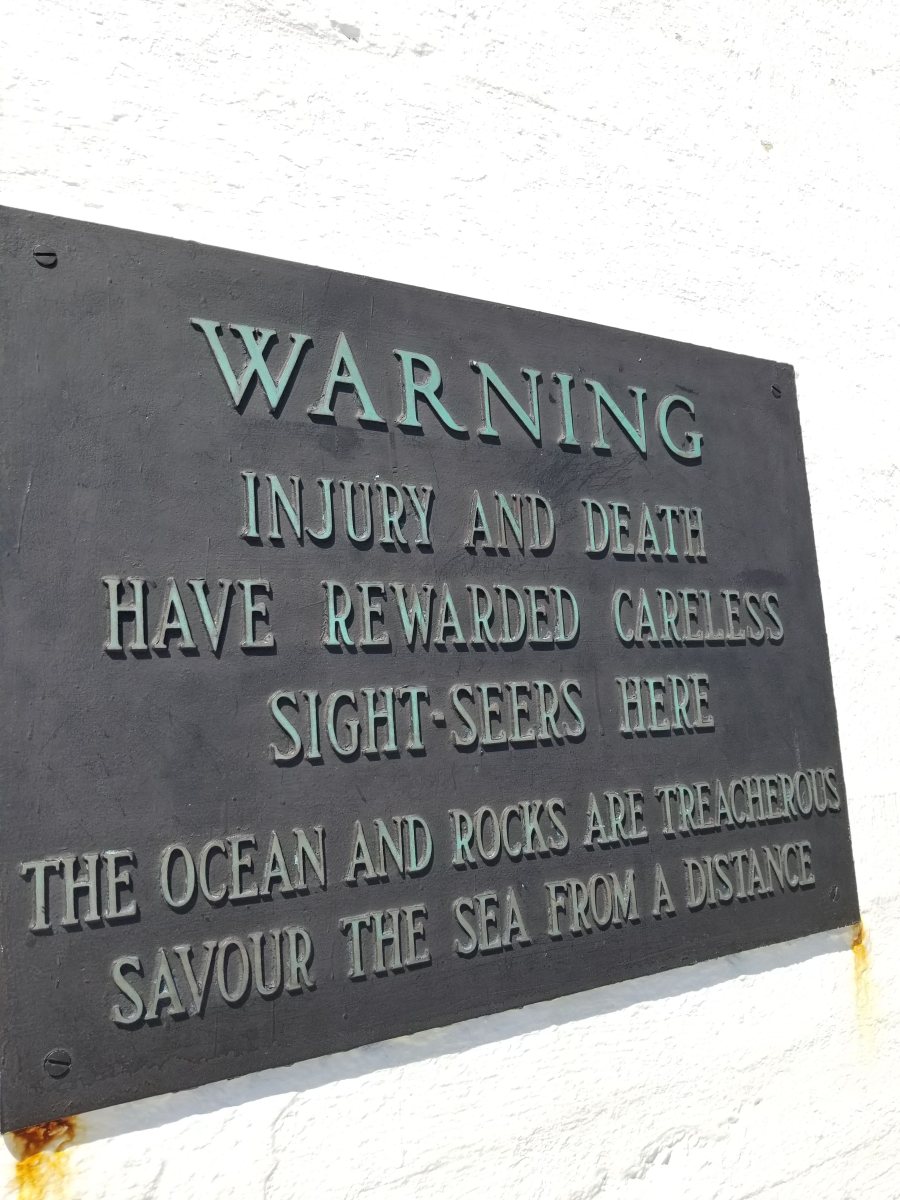 WARNING
INJURY AND DEATH
HAVE REWARDED CARELESS
SIGHT-SEERS HERE
THE OCEAN AND ROCKS ARE TREACHEROUS
SAVOUR THE SEA FROM A DISTANCE